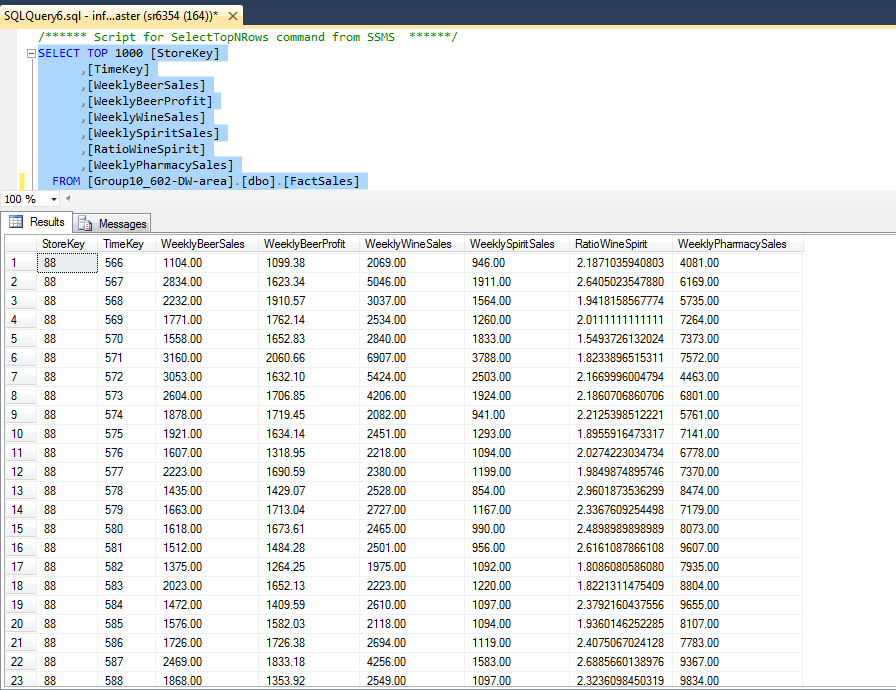 SQLQuery6.sql - inf...aster (sr6354 (164))* ×
/****** Script for SelectTopNRows command from SSMS  ******/
SELECT TOP 1000 [StoreKey]
,[TimeKey]
,[WeeklyBeerSales]
,[WeeklyBeerProfit]
,[WeeklyWineSales]
,[WeeklySpiritSales]
,[RatioWineSpirit]
,[WeeklyPharmacySales]
FROM [Group10_602-DW-area].[dbo].[FactSales]
100 %
Results Messages
StoreKey TimeKey WeeklyBeerSales WeeklyBeerProfit WeeklyWineSales WeeklySpiritSales RatioWineSpirit WeeklyPharmacySales
1 88 566 1104.00 1099.38 2069.00 946.00 2.1871035940803 4081.00
2 88 567 2834.00 1623.34 5046.00 1911.00 2.6405023547880 6169.00
3 88 568 2232.00 1910.57 3037.00 1564.00 1.9418158567774 5735.00
4 88 569 1771.00 1762.14 2534.00 1260.00 2.0111111111111 7264.00
5 88 570 1558.00 1652.83 2840.00 1833.00 1.5493726132024 7373.00
6 88 571 3160.00 2060.66 6907.00 3788.00 1.8233896515311 7572.00
7 88 572 3053.00 1632.10 5424.00 2503.00 2.1669996004794 4463.00
8 88 573 2604.00 1706.85 4206.00 1924.00 2.1860706860706 6801.00
9 88 574 1878.00 1719.45 2082.00 941.00 2.2125398512221 5761.00
10 88 575 1921.00 1634.14 2451.00 1293.00 1.8955916473317 7141.00
11 88 576 1607.00 1318.95 2218.00 1094.00 2.0274223034734 6778.00
12 88 577 2223.00 1690.59 2380.00 1199.00 1.9849874895746 7370.00
13 88 578 1435.00 1429.07 2528.00 854.00 2.9601873536299 8474.00
14 88 579 1663.00 1713.04 2727.00 1167.00 2.3367609254498 7179.00
15 88 580 1618.00 1673.61 2465.00 990.00 2.4898989898989 8073.00
16 88 581 1512.00 1484.28 2501.00 956.00 2.6161087866108 9607.00
17 88 582 1375.00 1264.25 1975.00 1092.00 1.8086080586080 7935.00
18 88 583 2023.00 1652.13 2223.00 1220.00 1.8221311475409 8804.00
19 88 584 1472.00 1409.59 2610.00 1097.00 2.3792160437556 9655.00
20 88 585 1576.00 1582.03 2118.00 1094.00 1.9360146252285 8107.00
21 88 586 1726.00 1726.38 2694.00 1119.00 2.4075067024128 7783.00
22 88 587 2469.00 1833.18 4256.00 1583.00 2.6885660138976 9367.00
23 88 588 1868.00 1353.92 2549.00 1097.00 2.3236098450319 9834.00